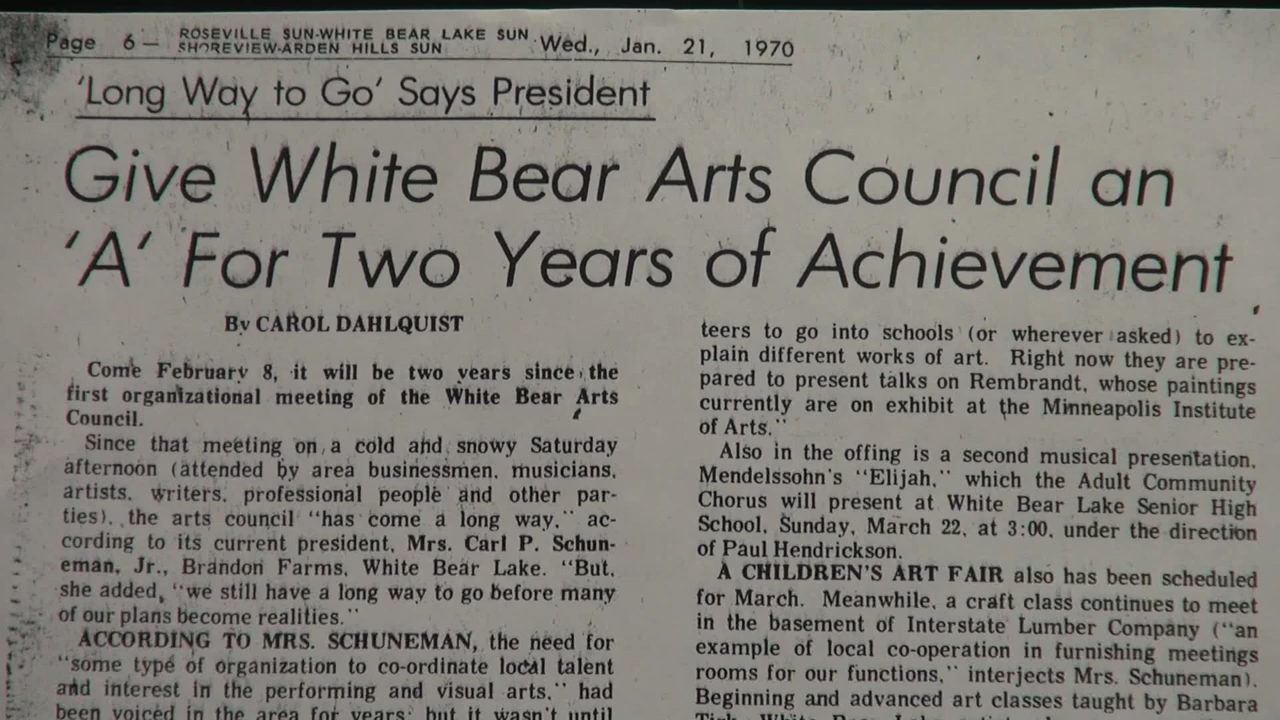 Page 6— ROSEVILLE SUN-WHITE BEAR LAKE SUN
SHOREVIEW-ARDEN HILLS SUN Wed., Jan. 21, 1970
'Long Way to Go' Says President
Give White Bear Arts Council an
'A' For Two Years of Achievement
By CAROL DAHLQUIST
Come February 8, it will be two years since the
first organizational meeting of the White Bear Arts
Council.
Since that meeting on a cold and snowy Saturday
afternoon (attended by area businessmen, musicians,
artists, writers, professional people and other par-
ties), the arts council "has come a long way," ac-
cording to its current president, Mrs. Carl P. Schun-
eman, Jr., Brandon Farms, White Bear Lake. "But,
she added, "we still have a long way to go before many
of our plans become realities."
ACCORDING TO MRS. SCHUNEMAN, the need for
"some type of organization to co-ordinate local talent
and interest in the performing and visual arts," had
been voiced in the area for years; but it wasn't until
teers to go into schools (or wherever asked) to ex-
plain different works of art. Right now they are pre-
pared to present talks on Rembrandt, whose paintings
currently are on exhibit at the Minneapolis Institute
of Arts."
Also in the offing is a second musical presentation,
Mendelssohn's "Elijah," which the Adult Community
Chorus will present at White Bear Lake Senior High
School, Sunday, March 22, at 3:00, under the direction
of Paul Hendrickson.
A CHILDREN'S ART FAIR also has been scheduled
for March. Meanwhile, a craft class continues to meet
in the basement of Interstate Lumber Company ("an
example of local co-operation in furnishing meetings
rooms for our functions," interjects Mrs. Schuneman).
Beginning and advanced art classes taught by Barbara